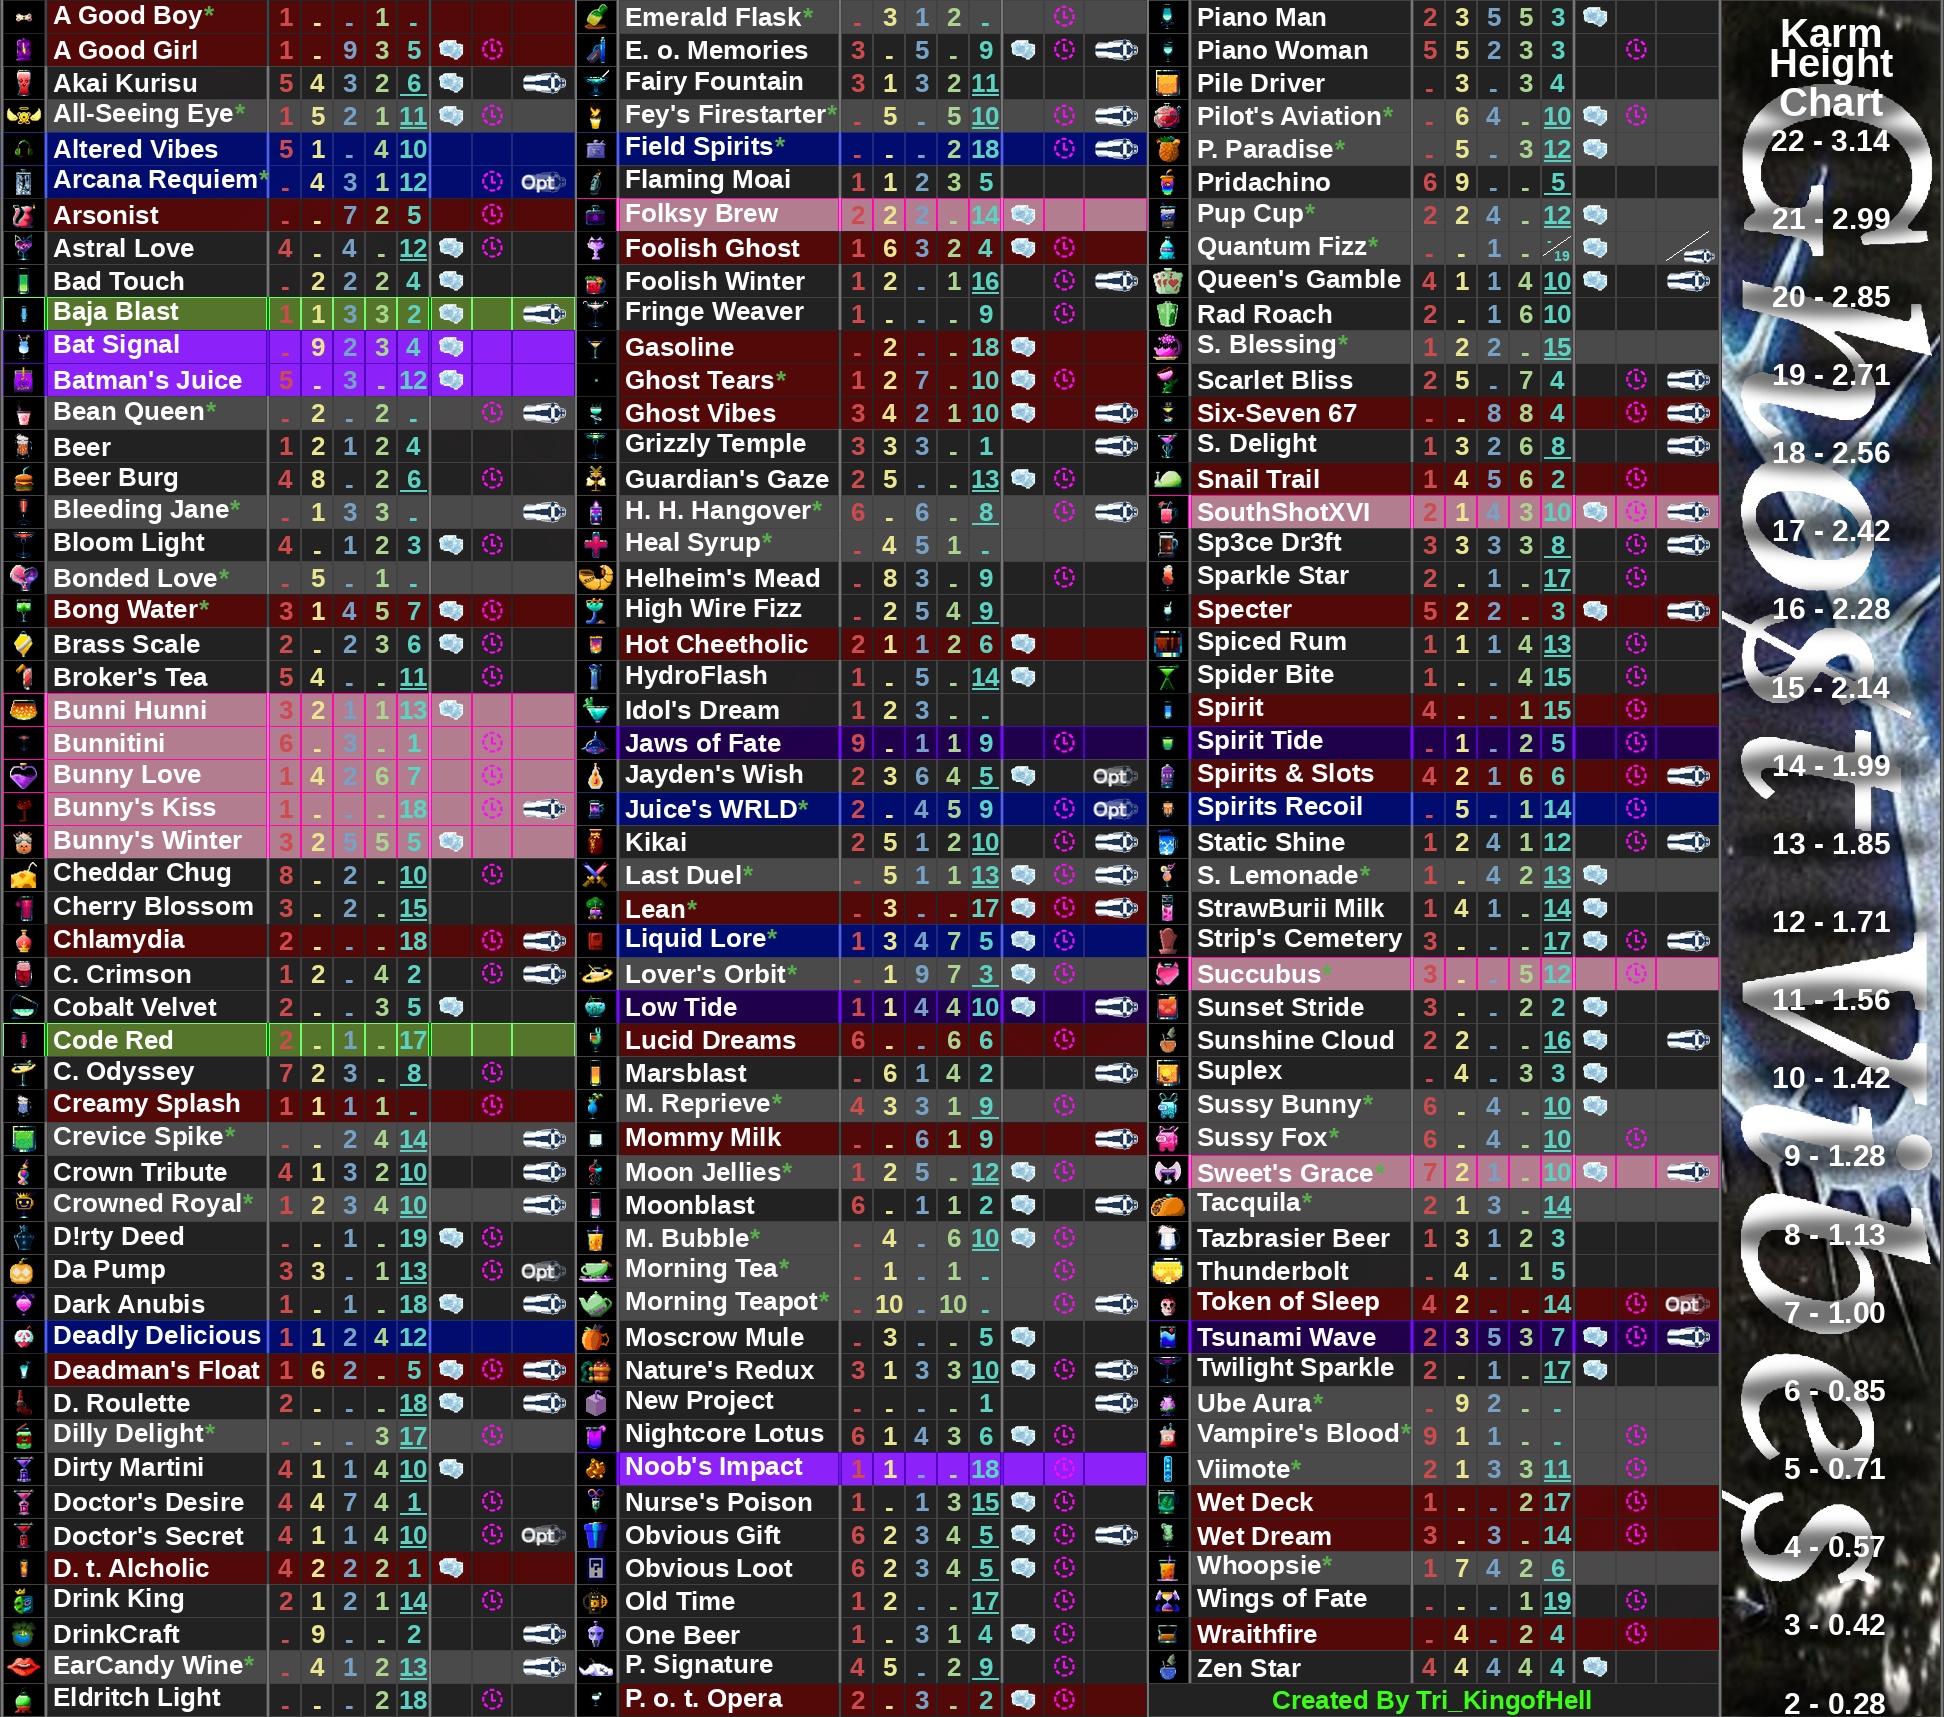 A Good Boy* 1 - - 1 -
A Good Girl 1 - 9 3 5
Akai Kurisu 5 4 3 2 6
All-Seeing Eye* 1 5 2 1 11
Altered Vibes 5 1 - 4 10
Arcana Requiem* - 4 3 1 12 Opt
Arsonist - - 7 2 5
Astral Love 4 - 4 - 12
Bad Touch - 2 2 2 4
Baja Blast 1 1 3 3 2
Bat Signal - 9 2 3 4
Batman's Juice 5 - 3 - 12
Bean Queen* - 2 - 2 -
Beer 1 2 1 2 4
Beer Burg 4 8 - 2 6
Bleeding Jane* - 1 3 3 -
Bloom Light 4 - 1 2 3
Bonded Love* - 5 - 1 -
Bong Water* 3 1 4 5 7
Brass Scale 2 - 2 3 6
Broker's Tea 5 4 - - 11
Bunni Hunni 3 2 1 1 13
Bunnitini 6 - 3 - 1
Bunny Love 1 4 2 6 7
Bunny's Kiss 1 - - - 18
Bunny's Winter 3 2 5 5 5
Cheddar Chug 8 - 2 - 10
Cherry Blossom 3 - 2 - 15
Chlamydia 2 - - - 18
C. Crimson 1 2 - 4 2
Cobalt Velvet 2 - - 3 5
Code Red 2 - 1 - 17
C. Odyssey 7 2 3 - 8
Creamy Splash 1 1 1 1 -
Crevice Spike* - - 2 4 14
Crown Tribute 4 1 3 2 10
Crowned Royal* 1 2 3 4 10
D!rty Deed - - 1 - 19
Da Pump 3 3 - 1 13 Opt
Dark Anubis 1 - 1 - 18
Deadly Delicious 1 1 2 4 12
Deadman's Float 1 6 2 - 5
D. Roulette 2 - - - 18
Dilly Delight* - - - 3 17
Dirty Martini 4 1 1 4 10
Doctor's Desire 4 4 7 4 1
Doctor's Secret 4 1 1 4 10 Opt
D. t. Alcholic 4 2 2 2 1
Drink King 2 1 2 1 14
DrinkCraft - 9 - - 2
EarCandy Wine* - 4 1 2 13
Eldritch Light - - - 2 18
Emerald Flask* - 3 1 2 -
E. o. Memories 3 - 5 - 9
Fairy Fountain 3 1 3 2 11
Fey's Firestarter* - 5 - 5 10
Field Spirits* - - - 2 18
Flaming Moai 1 1 2 3 5
Folksy Brew 2 2 2 - 14
Foolish Ghost 1 6 3 2 4
Foolish Winter 1 2 - 1 16
Fringe Weaver 1 - - - 9
Gasoline - 2 - - 18
Ghost Tears* 1 2 7 - 10
Ghost Vibes 3 4 2 1 10
Grizzly Temple 3 3 3 - 1
Guardian's Gaze 2 5 - - 13
H. H. Hangover* 6 - 6 - 8
Heal Syrup* - 4 5 1 -
Helheim's Mead - 8 3 - 9
High Wire Fizz - 2 5 4 9
Hot Cheetholic 2 1 1 2 6
HydroFlash 1 - 5 - 14
Idol's Dream 1 2 3 - -
Jaws of Fate 9 - 1 1 9
Jayden's Wish 2 3 6 4 5 Opt
Juice's WRLD* 2 - 4 5 9 Opt
Kikai 2 5 1 2 10
Last Duel* - 5 1 1 13
Lean* - 3 - - 17
Liquid Lore* 1 3 4 7 5
Lover's Orbit* - 1 9 7 3
Low Tide 1 1 4 4 10
Lucid Dreams 6 - - 6 6
Marsblast - 6 1 4 2
M. Reprieve* 4 3 3 1 9
Mommy Milk - - 6 1 9
Moon Jellies* 1 2 5 - 12
Moonblast 6 - 1 1 2
M. Bubble* - 4 - 6 10
Morning Tea* - 1 - 1 -
Morning Teapot* - 10 - 10 -
Moscrow Mule - 3 - - 5
Nature's Redux 3 1 3 3 10
New Project - - - - 1
Nightcore Lotus 6 1 4 3 6
Noob's Impact 1 1 - - 18
Nurse's Poison 1 - 1 3 15
Obvious Gift 6 2 3 4 5
Obvious Loot 6 2 3 4 5
Old Time 1 2 - - 17
One Beer 1 - 3 1 4
P. Signature 4 5 - 2 9
P. o. t. Opera 2 - 3 - 2
Piano Man 2 3 5 5 3
Piano Woman 5 5 2 3 3
Pile Driver - 3 - 3 4
Pilot's Aviation* - 6 4 - 10
P. Paradise* - 5 - 3 12
Pridachino 6 9 - - 5
Pup Cup* 2 2 4 - 12
Quantum Fizz* - - 1 - -/19
Queen's Gamble 4 1 1 4 10
Rad Roach 2 - 1 6 10
S. Blessing* 1 2 2 - 15
Scarlet Bliss 2 5 - 7 4
Six-Seven 67 - - 8 8 4
S. Delight 1 3 2 6 8
Snail Trail 1 4 5 6 2
SouthShotXVI 2 1 4 3 10
Sp3ce Dr3ft 3 3 3 3 8
Sparkle Star 2 - 1 - 17
Specter 5 2 2 - 3
Spiced Rum 1 1 1 4 13
Spider Bite 1 - - 4 15
Spirit 4 - - 1 15
Spirit Tide - 1 - 2 5
Spirits & Slots 4 2 1 6 6
Spirits Recoil - 5 - 1 14
Static Shine 1 2 4 1 12
S. Lemonade* 1 - 4 2 13
StrawBurii Milk 1 4 1 - 14
Strip's Cemetery 3 - - - 17
Succubus* 3 - - 5 12
Sunset Stride 3 - - 2 2
Sunshine Cloud 2 2 - - 16
Suplex - 4 - 3 3
Sussy Bunny* 6 - 4 - 10
Sussy Fox* 6 - 4 - 10
Sweet's Grace* 7 2 1 - 10
Tacquila* 2 1 3 - 14
Tazbrasier Beer 1 3 1 2 3
Thunderbolt - 4 - 1 5
Token of Sleep 4 2 - - 14 Opt
Tsunami Wave 2 3 5 3 7
Twilight Sparkle 2 - 1 - 17
Ube Aura* - 9 2 - -
Vampire's Blood* 9 1 1 - -
Viimote* 2 1 3 3 11
Wet Deck 1 - - 2 17
Wet Dream 3 - 3 - 14
Whoopsie* 1 7 4 2 6
Wings of Fate - - - 1 19
Wraithfire - 4 - 2 4
Zen Star 4 4 4 4 4
Created By Tri_KingofHell
Karm
Height
Chart
22 - 3.14
21 - 2.99
20 - 2.85
19 - 2.71
18 - 2.56
17 - 2.42
16 - 2.28
15 - 2.14
14 - 1.99
13 - 1.85
12 - 1.71
11 - 1.56
10 - 1.42
9 - 1.28
8 - 1.13
7 - 1.00
6 - 0.85
5 - 0.71
4 - 0.57
3 - 0.42
2 - 0.28